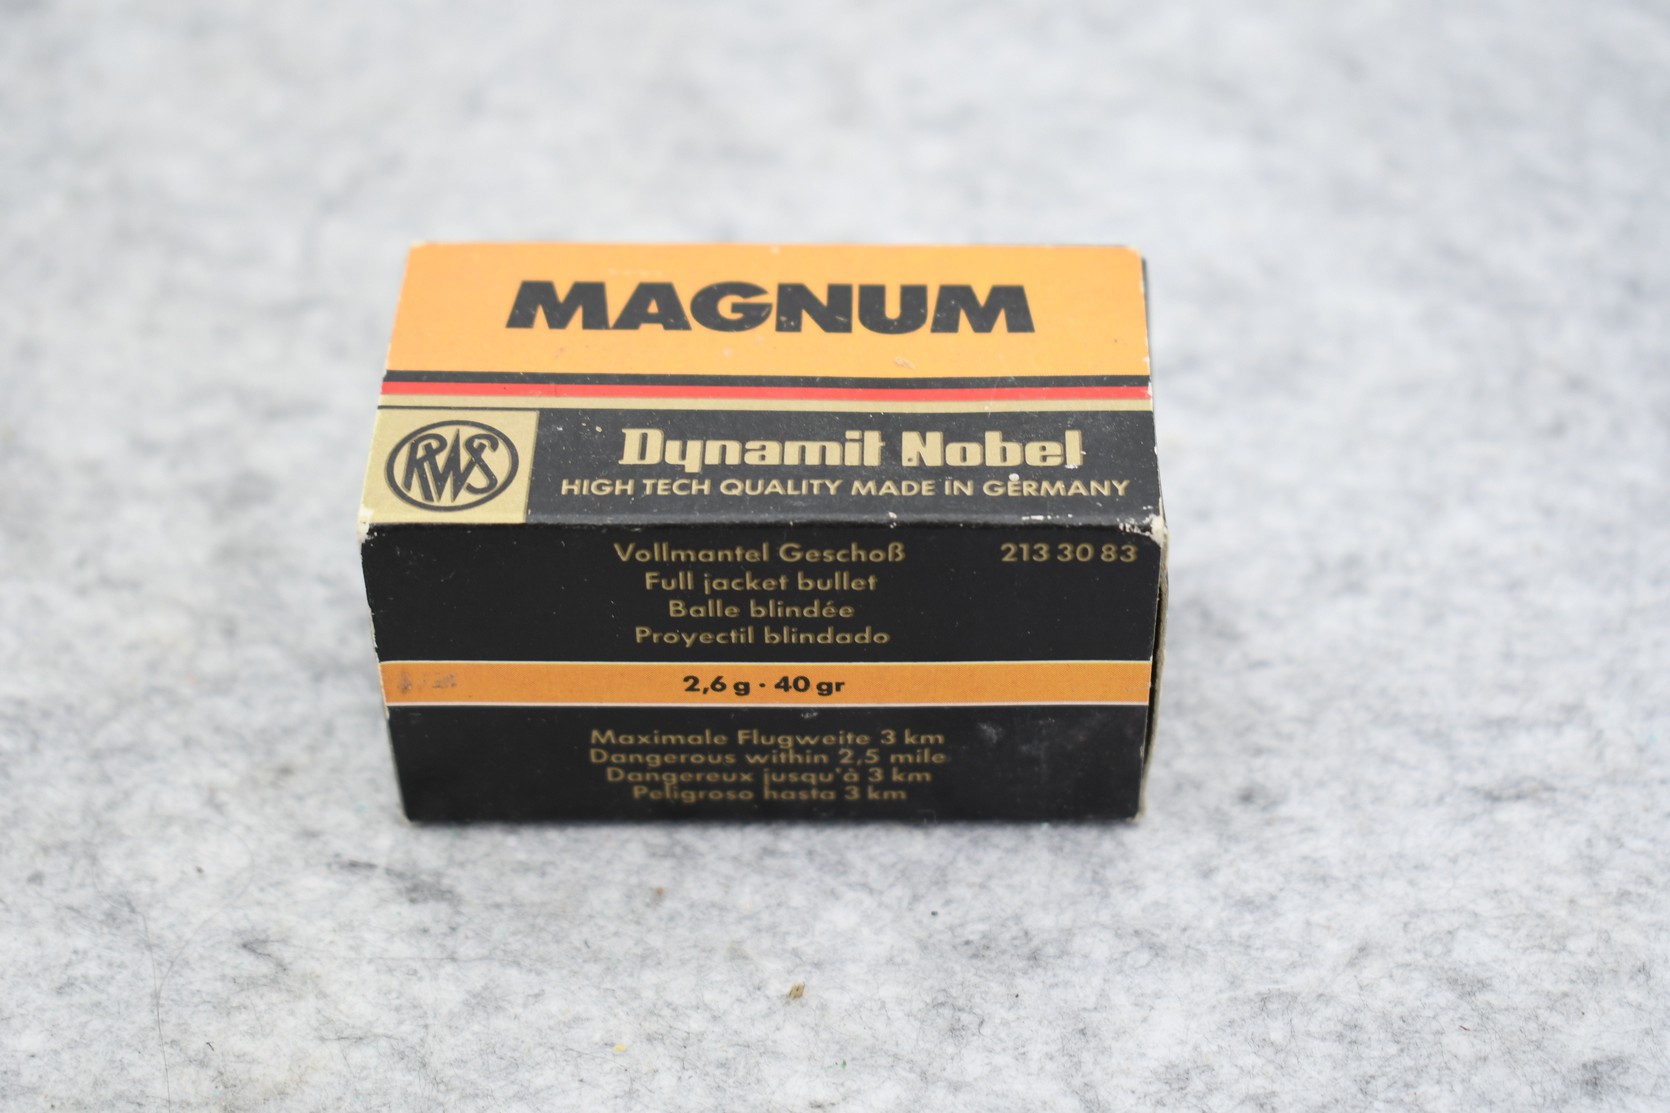 MAGNUM
RWS
Dynamit Nobel
HIGH TECH QUALITY MADE IN GERMANY
Vollmantel Geschoß
213 30 83
Full jacket bullet
Balle blindée
Proyectil blindado
2,6 g · 40 gr
Maximale Flugweite 3 km
Dangerous within 2,5 mile
Dangereux jusqu'à 3 km
Peligroso hasta 3 km